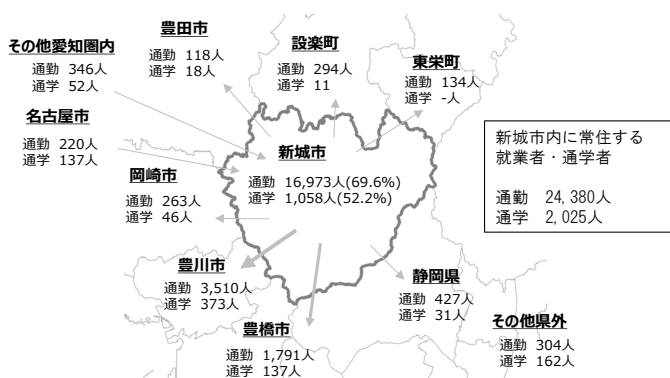 豊田市
通勤 118人
通学 18人
設楽町
通勤 294人
通学 11
東栄町
通勤 134人
通学 -人
その他愛知圏内
通勤 346人
通学 52人
名古屋市
通勤 220人
通学 137人
岡崎市
通勤 263人
通学 46人
新城市
通勤 16,973人(69.6%)
通学 1,058人(52.2%)
新城市内に常住する
就業者・通学者
通勤 24,380人
通学 2,025人
豊川市
通勤 3,510人
通学 373人
豊橋市
通勤 1,791人
通学 137人
静岡県
通勤 427人
通学 31人
その他県外
通勤 304人
通学 162人